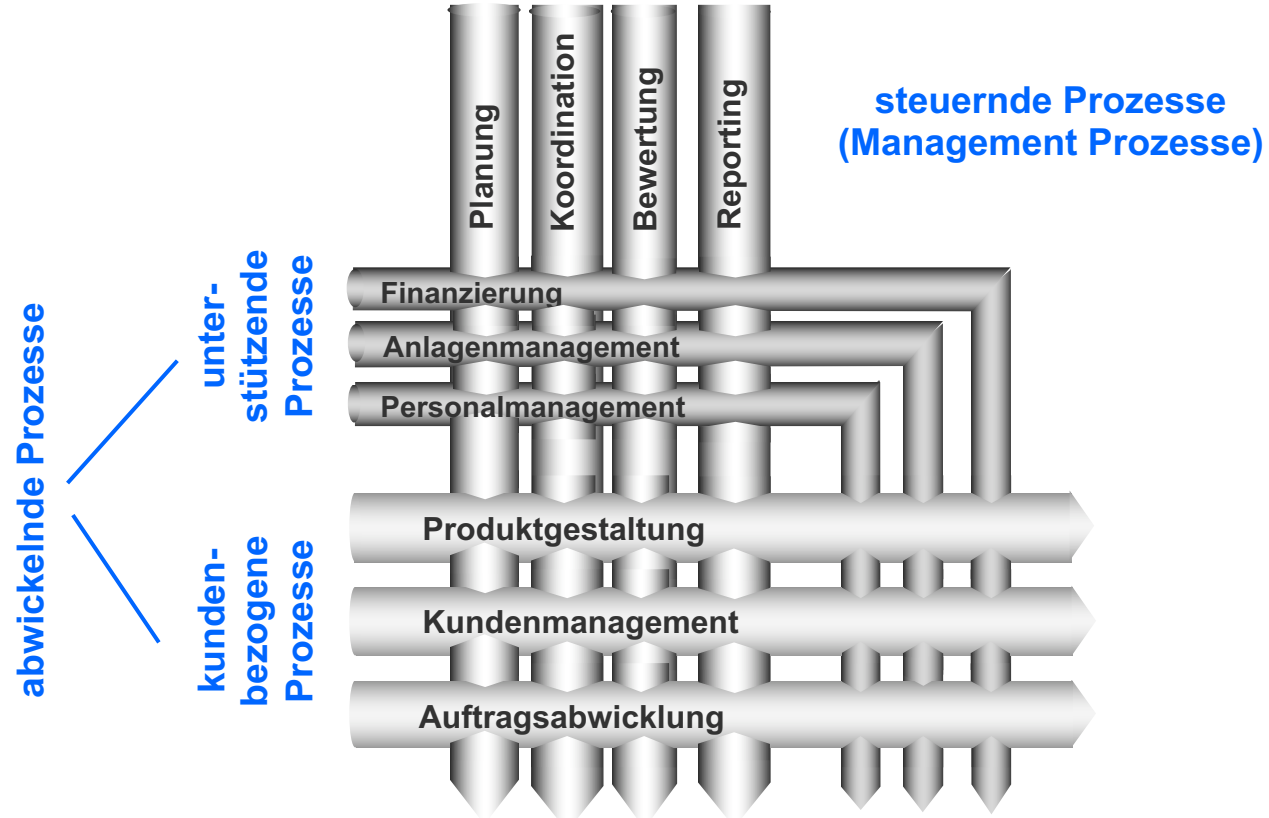 Planung
Koordination
Bewertung
Reporting
steuernde Prozesse
(Management Prozesse)
abwickelnde Prozesse
unter-
stützende
Prozesse
Finanzierung
Anlagenmanagement
Personalmanagement
kunden-
bezogene
Prozesse
Produktgestaltung
Kundenmanagement
Auftragsabwicklung